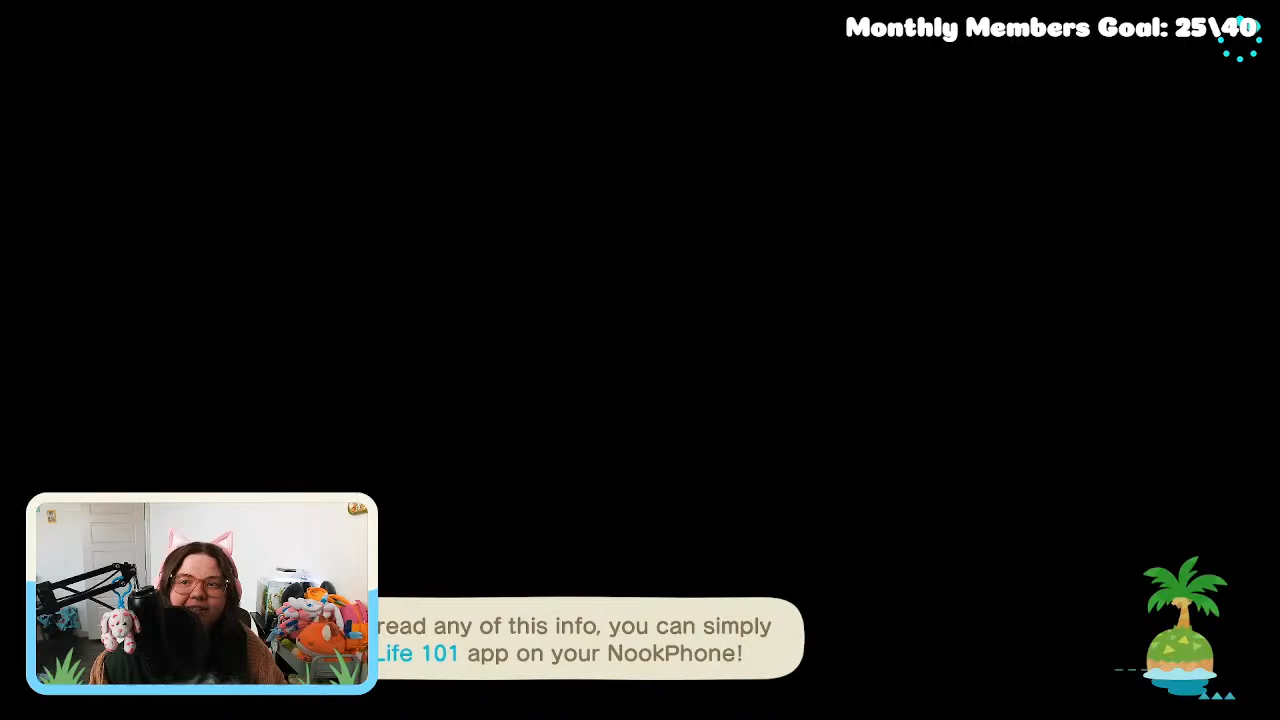 Monthly Members Goal: 25\40
read any of this info, you can simply
Life 101 app on your NookPhone!